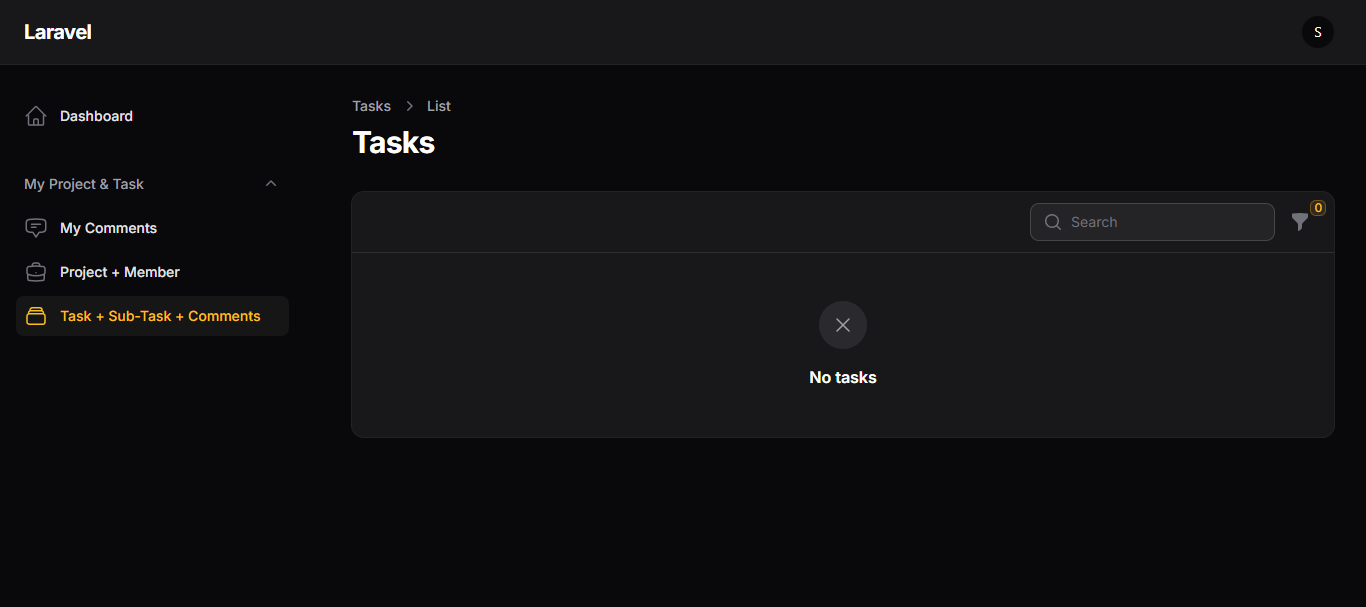 Laravel
S
Dashboard
My Project & Task
My Comments
Project + Member
Task + Sub-Task + Comments
Tasks > List
Tasks
Search
0
No tasks